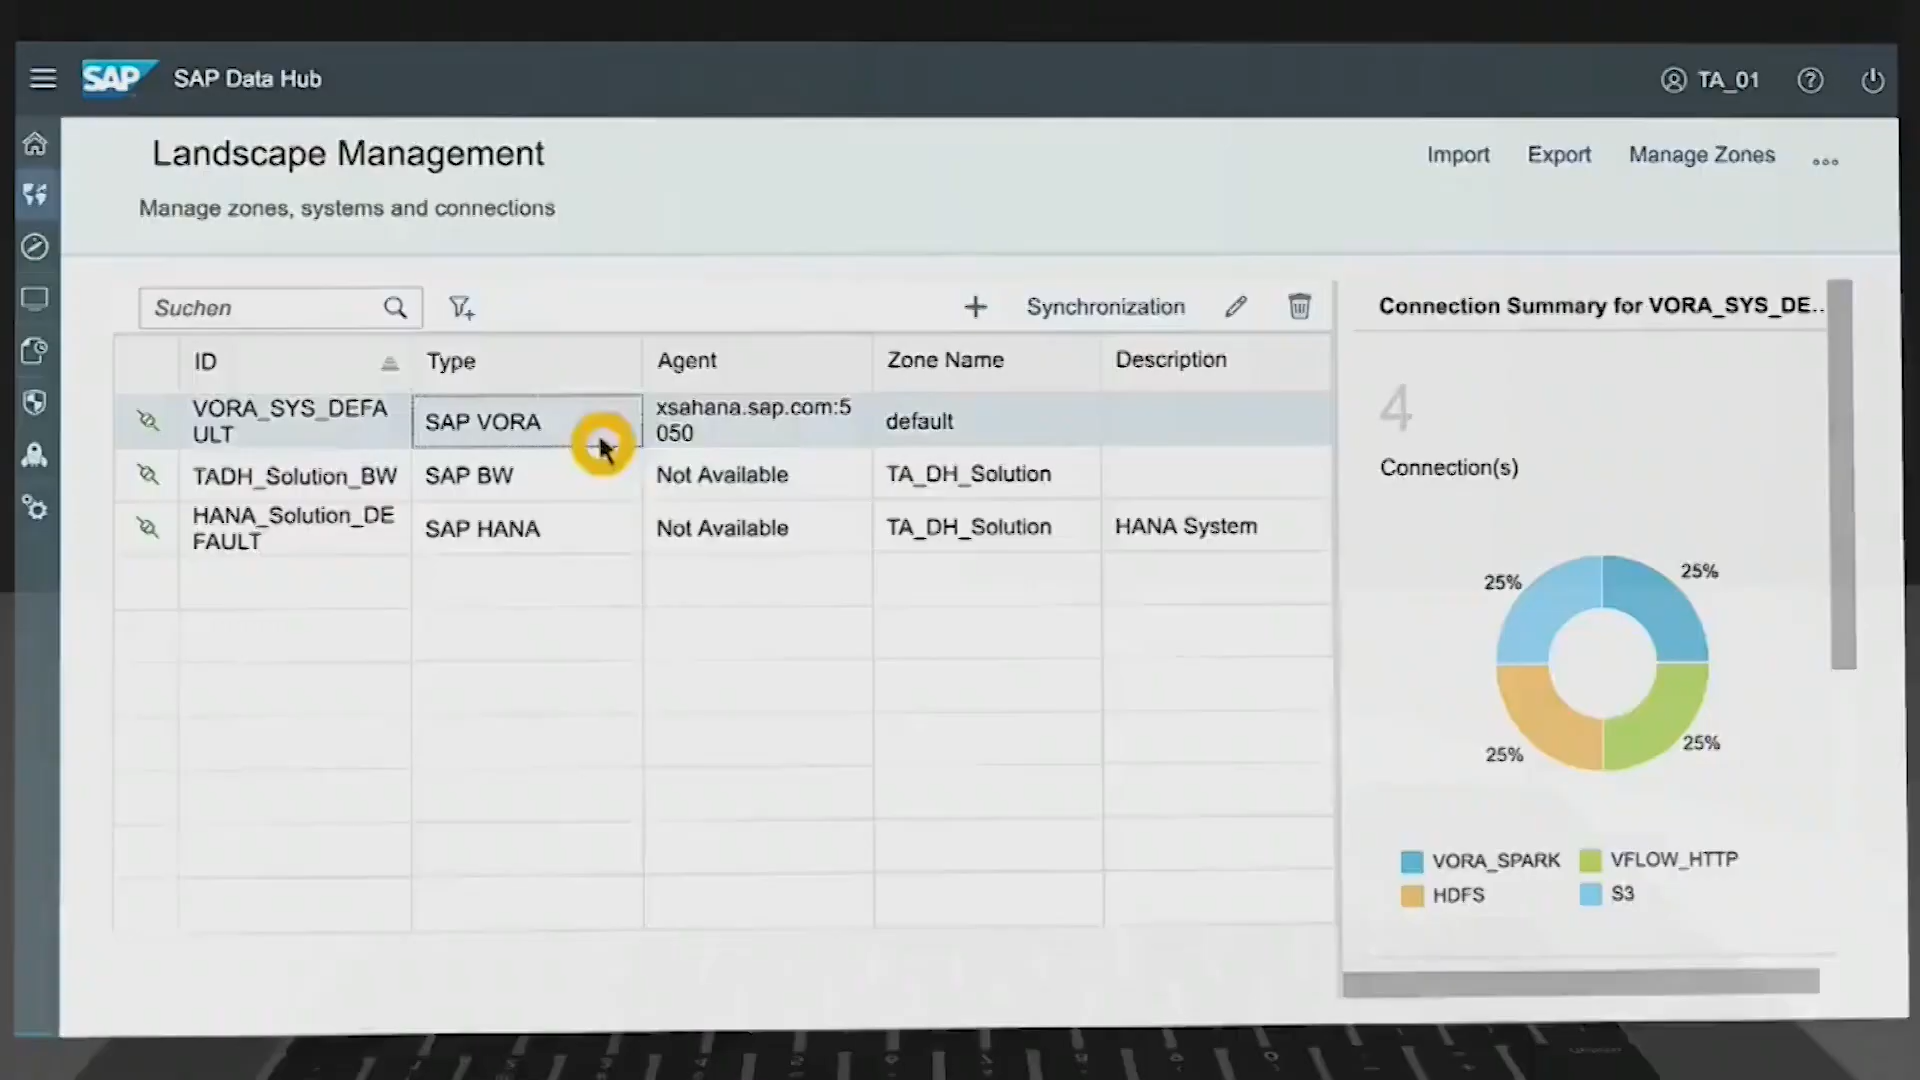 SAP SAP Data Hub
TA_01
Landscape Management
Import Export Manage Zones ...
Manage zones, systems and connections
Suchen
Synchronization
ID Type Agent Zone Name Description
VORA_SYS_DEFA
ULT
SAP VORA
xsahana.sap.com:5
050
default
TADH_Solution_BW SAP BW Not Available TA_DH_Solution
HANA_Solution_DE
FAULT
SAP HANA Not Available TA_DH_Solution HANA System
Connection Summary for VORA_SYS_DE..
4
Connection(s)
25% 25%
25% 25%
VORA_SPARK VFLOW_HTTP
HDFS S3